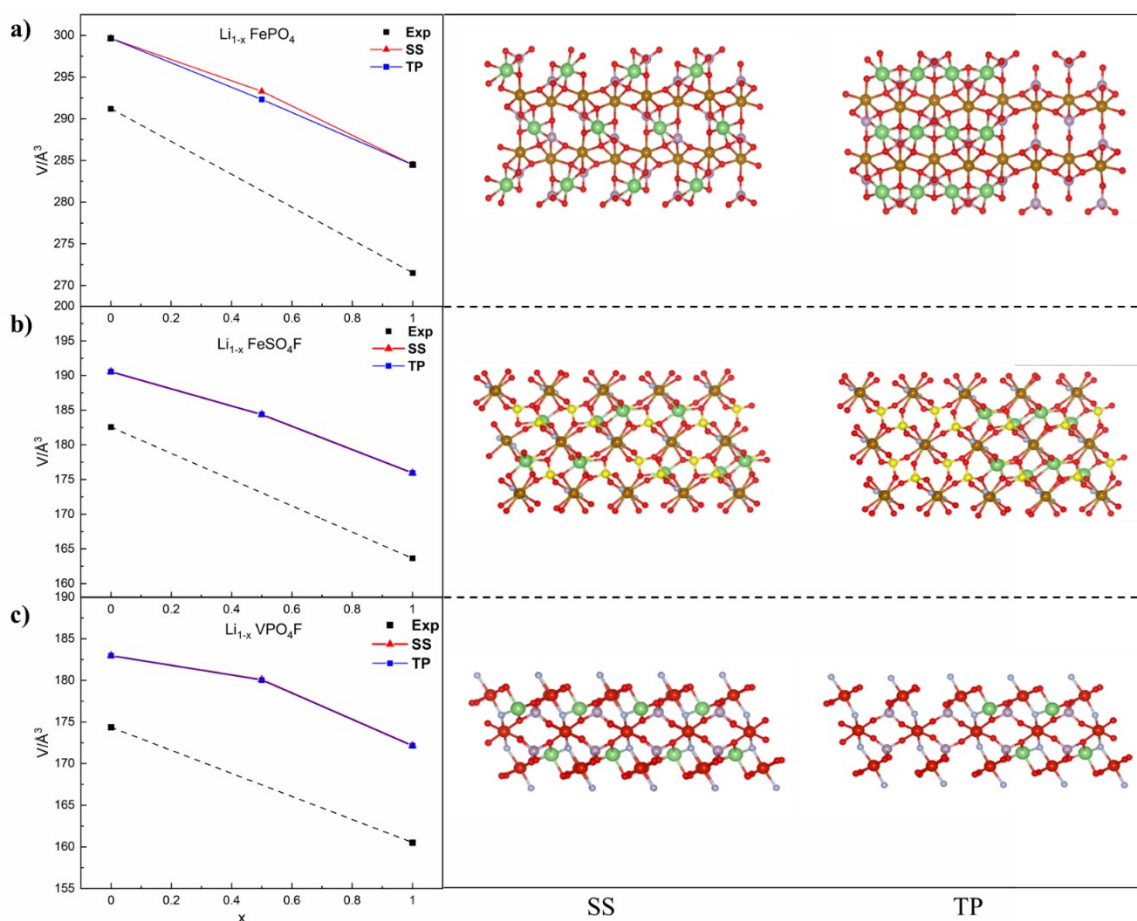 a)
Li1-x FePO4
Exp
SS
TP
V/Å3
300
295
290
285
280
275
270
200
0 0.2 0.4 0.6 0.8 1
b)
Li1-x FeSO4F
Exp
SS
TP
V/Å3
195
190
185
180
175
170
165
160
190
0 0.2 0.4 0.6 0.8 1
c)
Li1-x VPO4F
Exp
SS
TP
V/Å3
185
180
175
170
165
160
155
0 0.2 0.4 0.6 0.8 1
x
SS TP